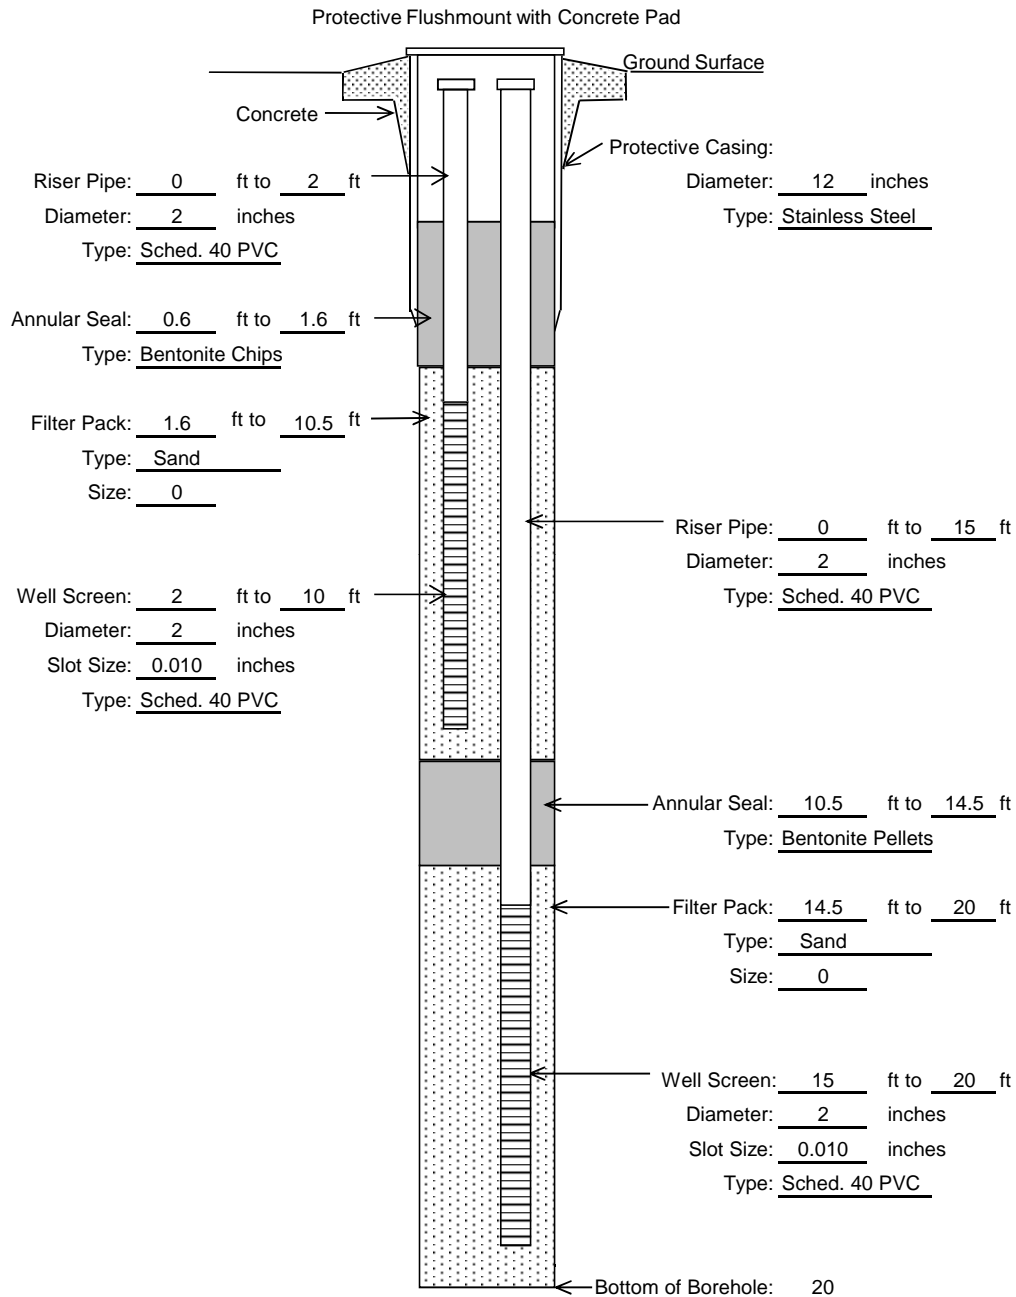 Protective Flushmount with Concrete Pad
Ground Surface
Concrete
Protective Casing:
Riser Pipe: 0 ft to 2 ft
Diameter: 12 inches
Diameter: 2 inches
Type: Stainless Steel
Type: Sched. 40 PVC
Annular Seal: 0.6 ft to 1.6 ft
Type: Bentonite Chips
Filter Pack: 1.6 ft to 10.5 ft
Type: Sand
Size: 0
Riser Pipe: 0 ft to 15 ft
Diameter: 2 inches
Type: Sched. 40 PVC
Well Screen: 2 ft to 10 ft
Diameter: 2 inches
Slot Size: 0.010 inches
Type: Sched. 40 PVC
Annular Seal: 10.5 ft to 14.5 ft
Type: Bentonite Pellets
Filter Pack: 14.5 ft to 20 ft
Type: Sand
Size: 0
Well Screen: 15 ft to 20 ft
Diameter: 2 inches
Slot Size: 0.010 inches
Type: Sched. 40 PVC
Bottom of Borehole: 20